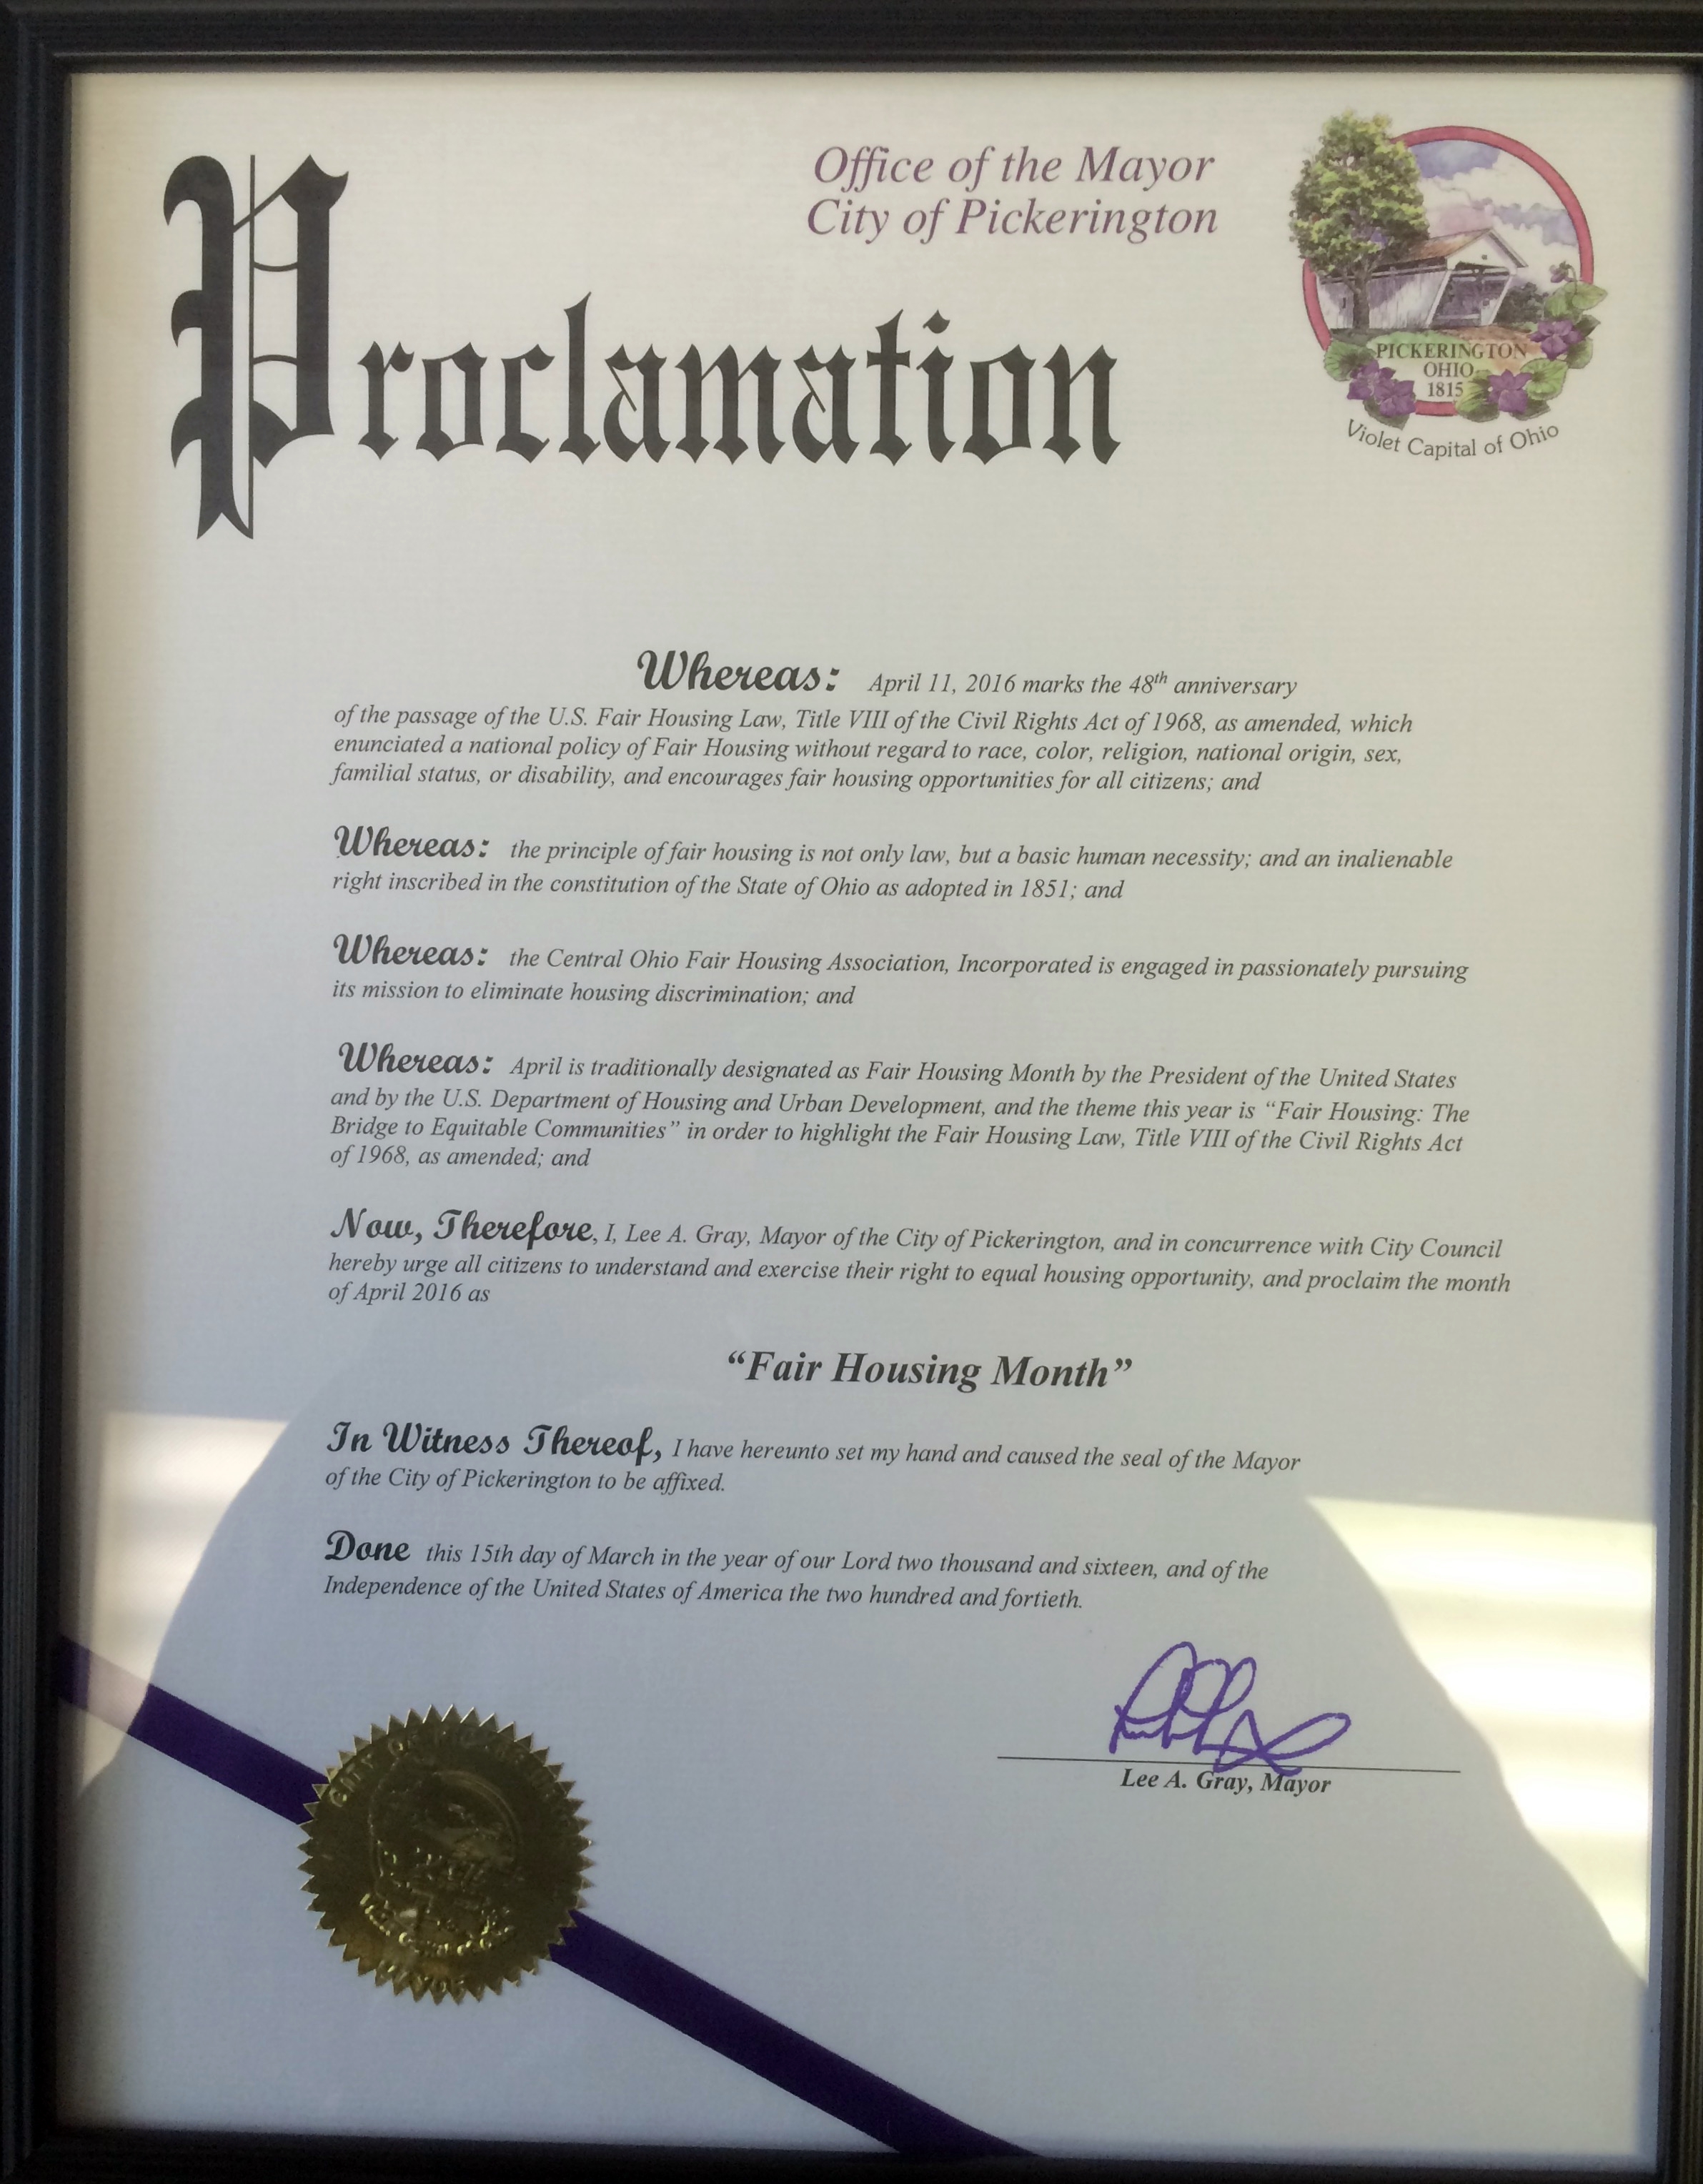 Office of the Mayor
City of Pickerington
Proclamation
PICKERINGTON
OHIO
1815
Violet Capital of Ohio
Whereas: April 11, 2016 marks the 48th anniversary
of the passage of the U.S. Fair Housing Law, Title VIII of the Civil Rights Act of 1968, as amended, which
enunciated a national policy of Fair Housing without regard to race, color, religion, national origin, sex,
familial status, or disability, and encourages fair housing opportunities for all citizens; and
Whereas: the principle of fair housing is not only law, but a basic human necessity; and an inalienable
right inscribed in the constitution of the State of Ohio as adopted in 1851; and
Whereas: the Central Ohio Fair Housing Association, Incorporated is engaged in passionately pursuing
its mission to eliminate housing discrimination; and
Whereas: April is traditionally designated as Fair Housing Month by the President of the United States
and by the U.S. Department of Housing and Urban Development, and the theme this year is “Fair Housing: The
Bridge to Equitable Communities” in order to highlight the Fair Housing Law, Title VIII of the Civil Rights Act
of 1968, as amended; and
Now, Therefore, I, Lee A. Gray, Mayor of the City of Pickerington, and in concurrence with City Council
hereby urge all citizens to understand and exercise their right to equal housing opportunity, and proclaim the month
of April 2016 as
“Fair Housing Month”
In Witness Thereof, I have hereunto set my hand and caused the seal of the Mayor
of the City of Pickerington to be affixed.
Done this 15th day of March in the year of our Lord two thousand and sixteen, and of the
Independence of the United States of America the two hundred and fortieth.
Lee A. Gray, Mayor
CITY OF
MAYOR